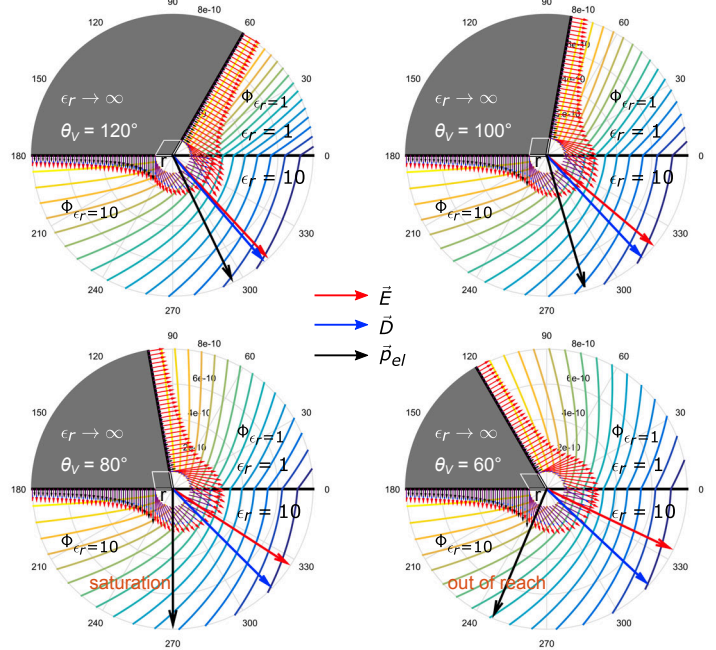 90
8e-10
120
60
150
30
ϵr → ∞
θV = 120°
Φϵr=1
ϵr = 1
180
r
0
ϵr = 10
Φϵr=10
210
330
240
300
270
90
8e-10
120
60
6e-10
150
4e-10
30
ϵr → ∞
Φϵr=1
θV = 100°
ϵr = 1
180
r
0
ϵr = 10
Φϵr=10
210
330
240
300
270
E⃗
D⃗
p⃗el
90
120
60
6e-10
150
4e-10
30
ϵr → ∞
Φϵr=1
θV = 80°
2e-10
ϵr = 1
180
r
0
ϵr = 10
Φϵr=10
210
saturation
330
240
300
270
90
120
60
6e-10
150
4e-10
30
ϵr → ∞
Φϵr=1
θV = 60°
2e-10
ϵr = 1
180
r
0
ϵr = 10
Φϵr=10
210
out of reach
330
240
300
270